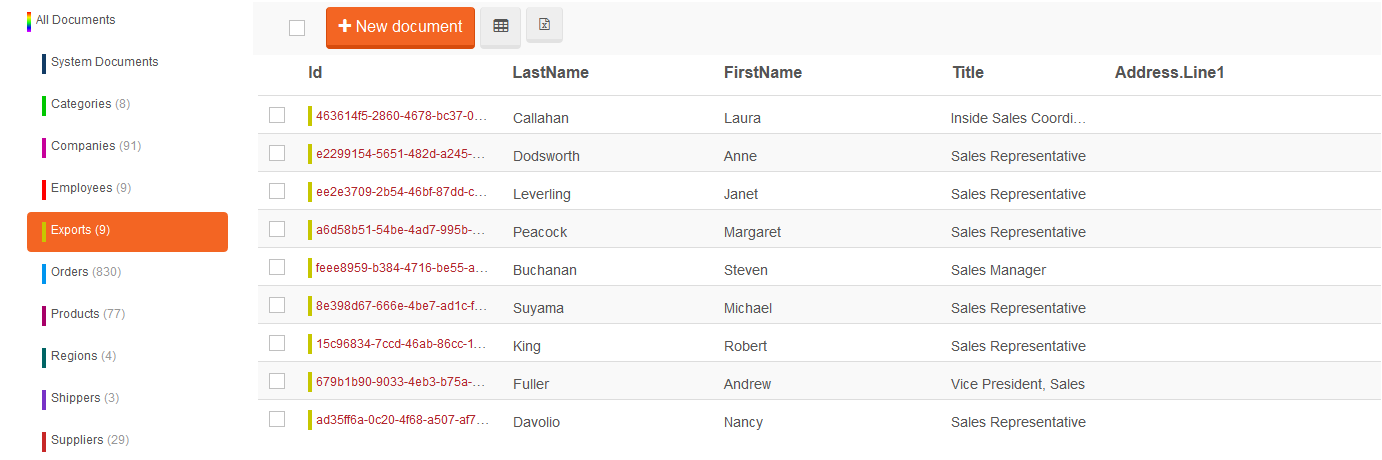 All Documents
System Documents
Categories (8)
Companies (91)
Employees (9)
Exports (9)
Orders (830)
Products (77)
Regions (4)
Shippers (3)
Suppliers (29)
New document
Id LastName FirstName Title Address.Line1
463614f5-2860-4678-bc37-0... Callahan Laura Inside Sales Coordi...
e2299154-5651-482d-a245-... Dodsworth Anne Sales Representative
ee2e3709-2b54-46bf-87dd-c... Leverling Janet Sales Representative
a6d58b51-54be-4ad7-995b-... Peacock Margaret Sales Representative
feee8959-b384-4716-be55-a... Buchanan Steven Sales Manager
8e398d67-666e-4be7-ad1c-f... Suyama Michael Sales Representative
15c96834-7ccd-46ab-86cc-1... King Robert Sales Representative
679b1b90-9033-4eb3-b75a-... Fuller Andrew Vice President, Sales
ad35ff6a-0c20-4f68-a507-af7... Davolio Nancy Sales Representative